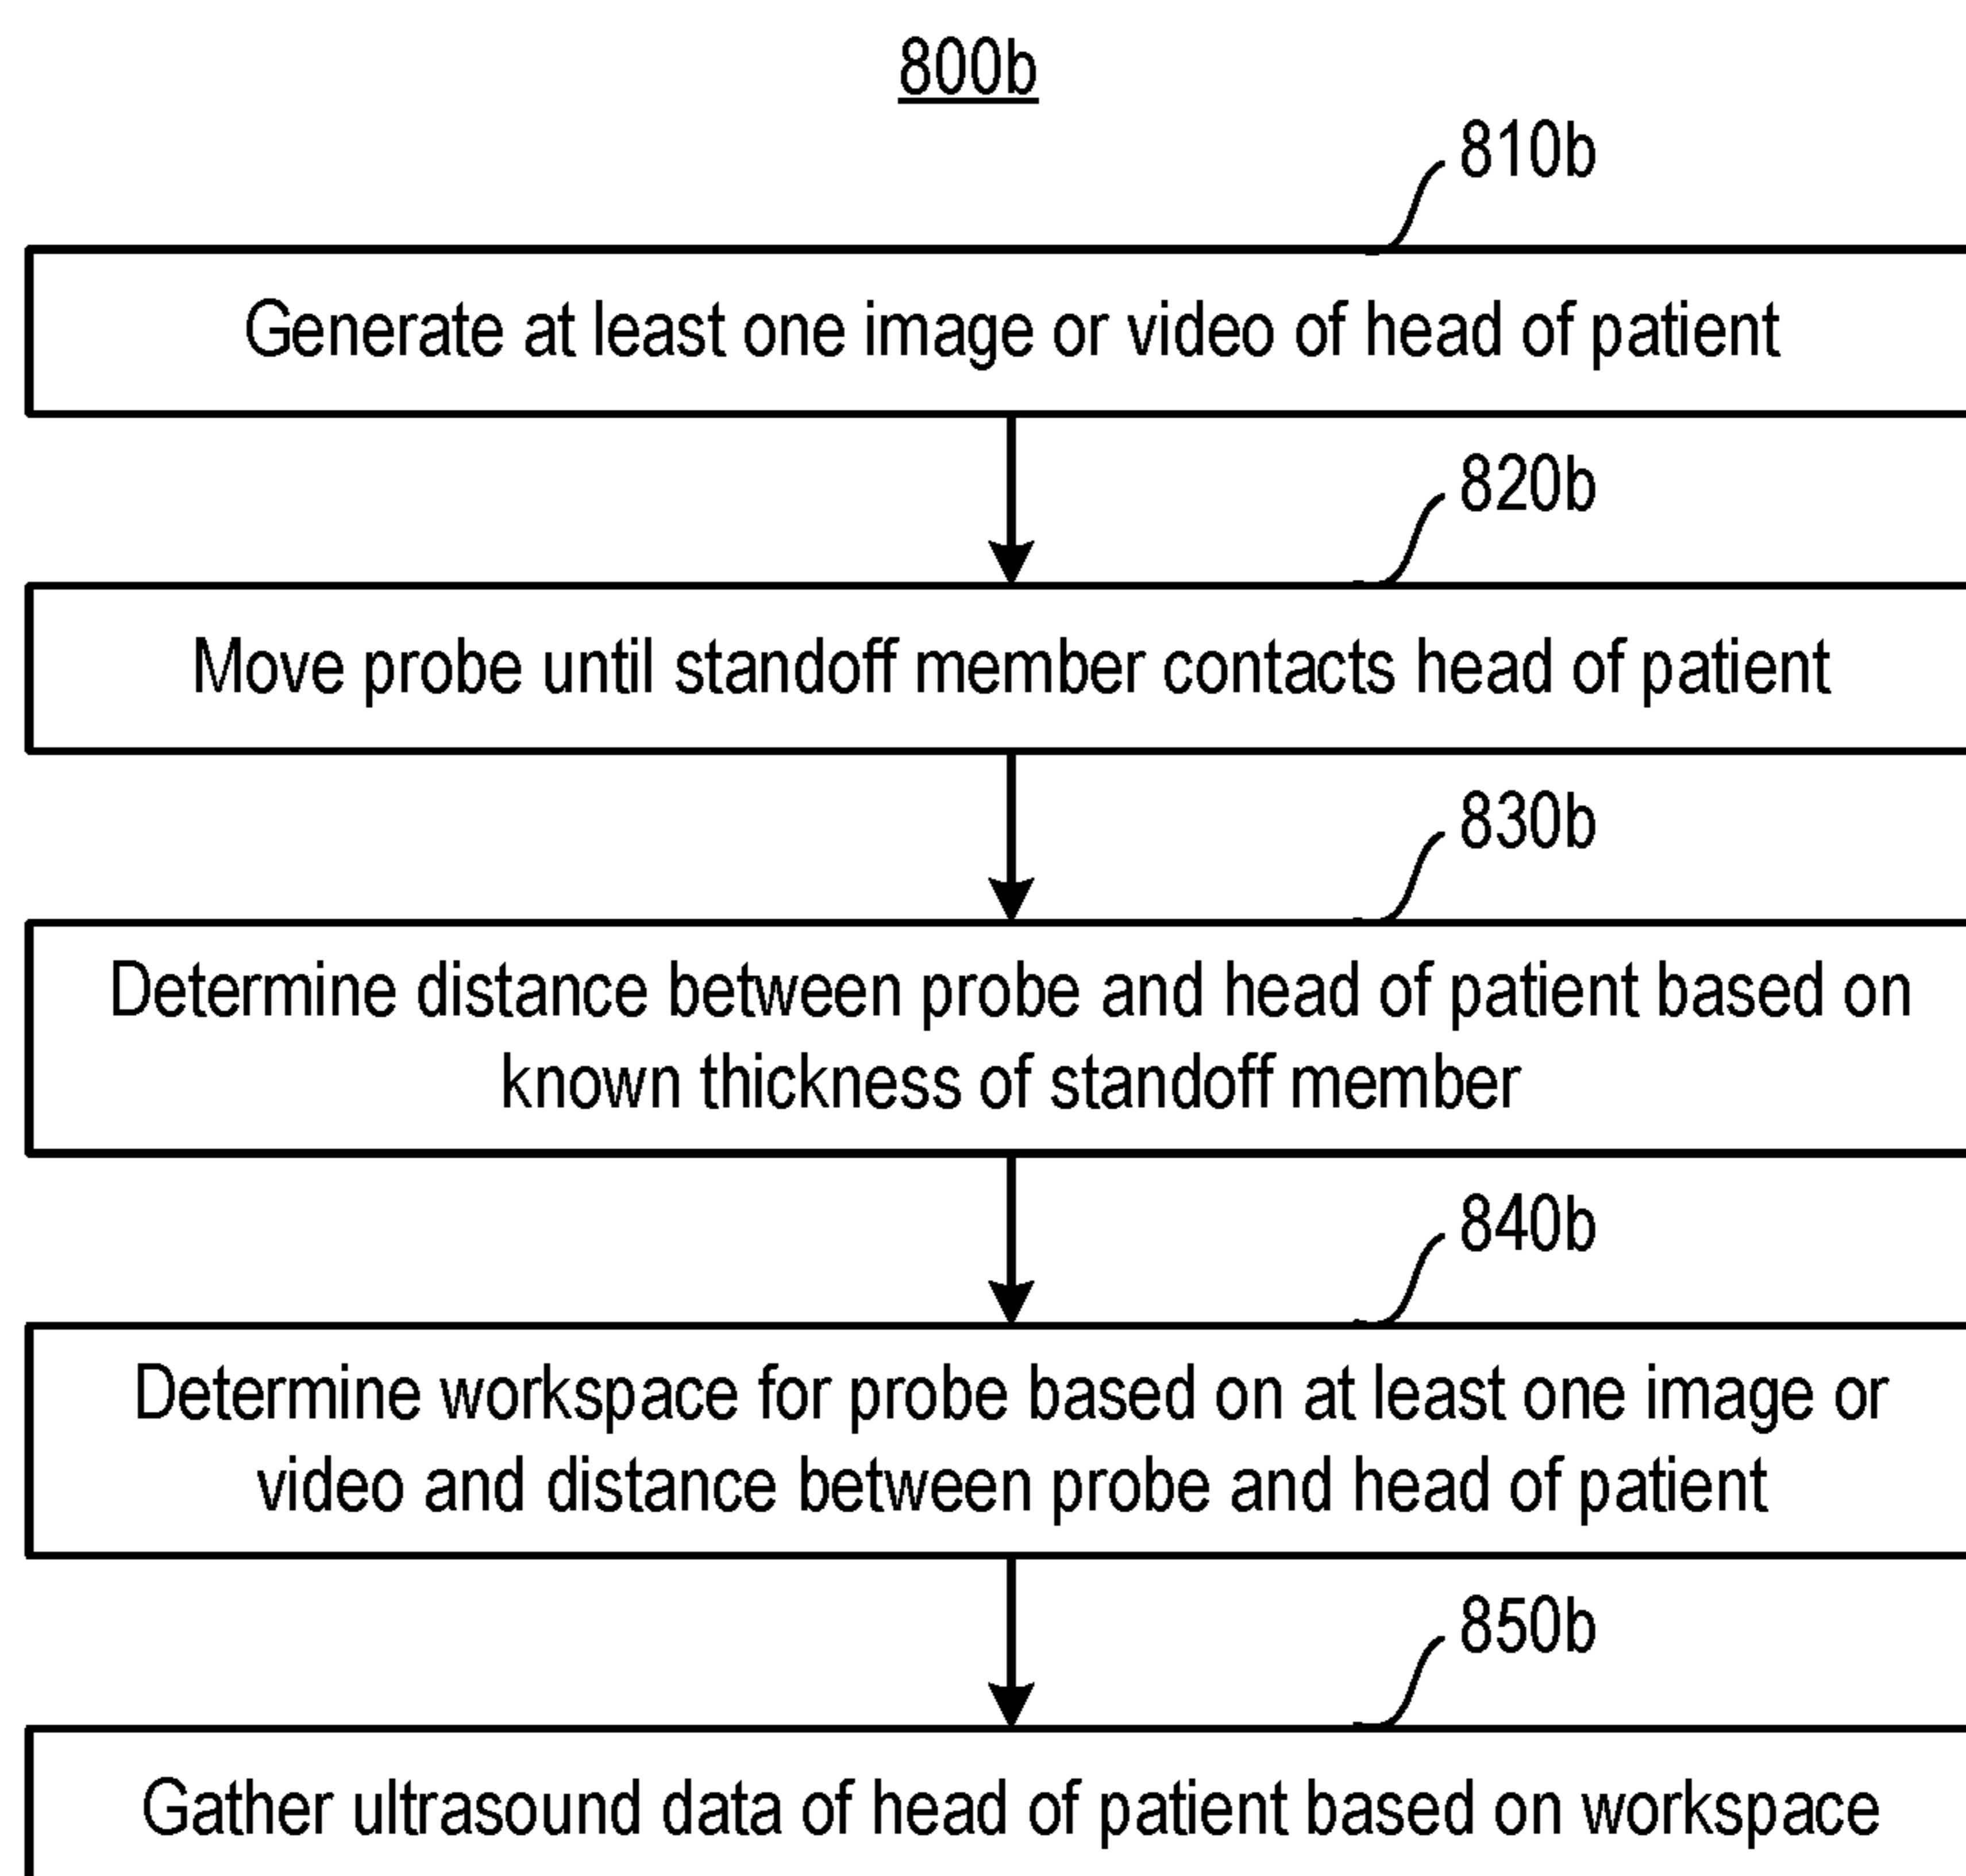 800b
810b
Generate at least one image or video of head of patient
820b
Move probe until standoff member contacts head of patient
830b
Determine distance between probe and head of patient based on
known thickness of standoff member
840b
Determine workspace for probe based on at least one image or
video and distance between probe and head of patient
850b
Gather ultrasound data of head of patient based on workspace